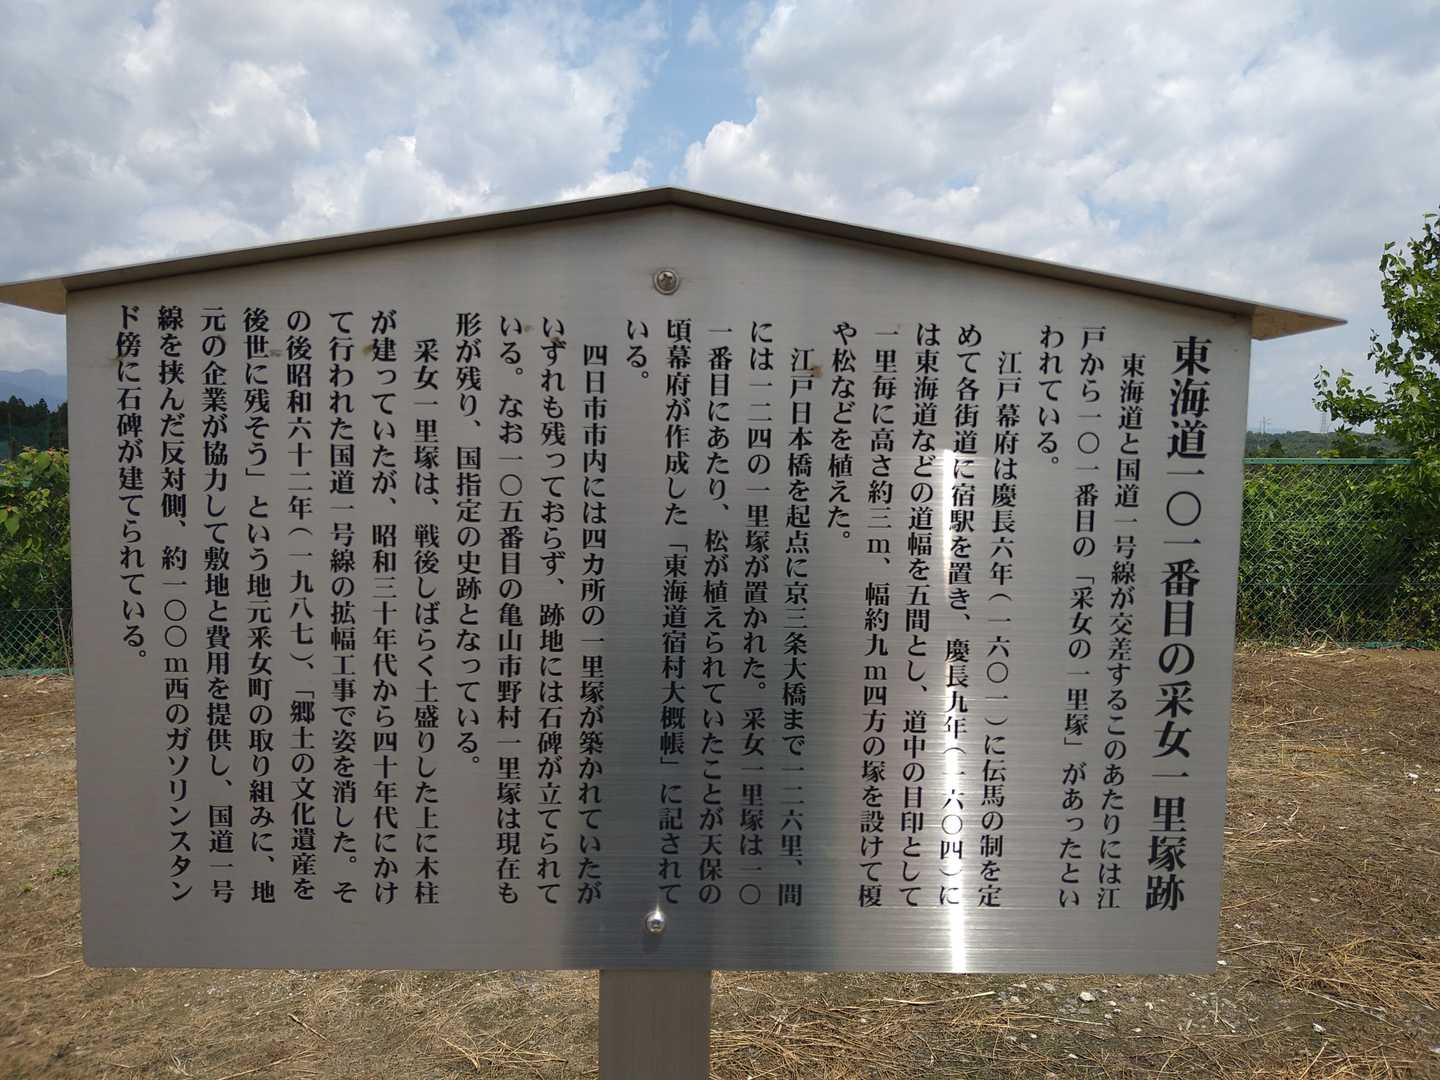 東海道一〇一番目の采女一里塚跡
東海道と国道一号線が交差するこのあたりには江
戸から一〇一番目の「采女の一里塚」があったとい
われている。
江戸幕府は慶長六年(一六〇一)に伝馬の制を定
めて各街道に宿駅を置き、慶長九年(一六〇四)に
は東海道などの道幅を五間とし、道中の目印として
一里毎に高さ約三m、幅約九m四方の塚を設けて榎
や松などを植えた。
江戸日本橋を起点に京三条大橋まで一二六里、間
には一二四の一里塚が置かれた。采女一里塚は一〇
一番目にあたり、松が植えられていたことが天保の
頃幕府が作成した「東海道宿村大概帳」に記されて
いる。
四日市市内には四カ所の一里塚が築かれていたが
いずれも残っておらず、跡地には石碑が立てられて
いる。なお一〇五番目の亀山市野村一里塚は現在も
形が残り、国指定の史跡となっている。
采女一里塚は、戦後しばらく土盛りした上に木柱
が建っていたが、昭和三十年代から四十年代にかけ
て行われた国道一号線の拡幅工事で姿を消した。そ
の後昭和六十二年(一九八七)、「郷土の文化遺産を
後世に残そう」という地元采女町の取り組みに、地
元の企業が協力して敷地と費用を提供し、国道一号
線を挟んだ反対側、約一〇〇m西のガソリンスタン
ド傍に石碑が建てられている。